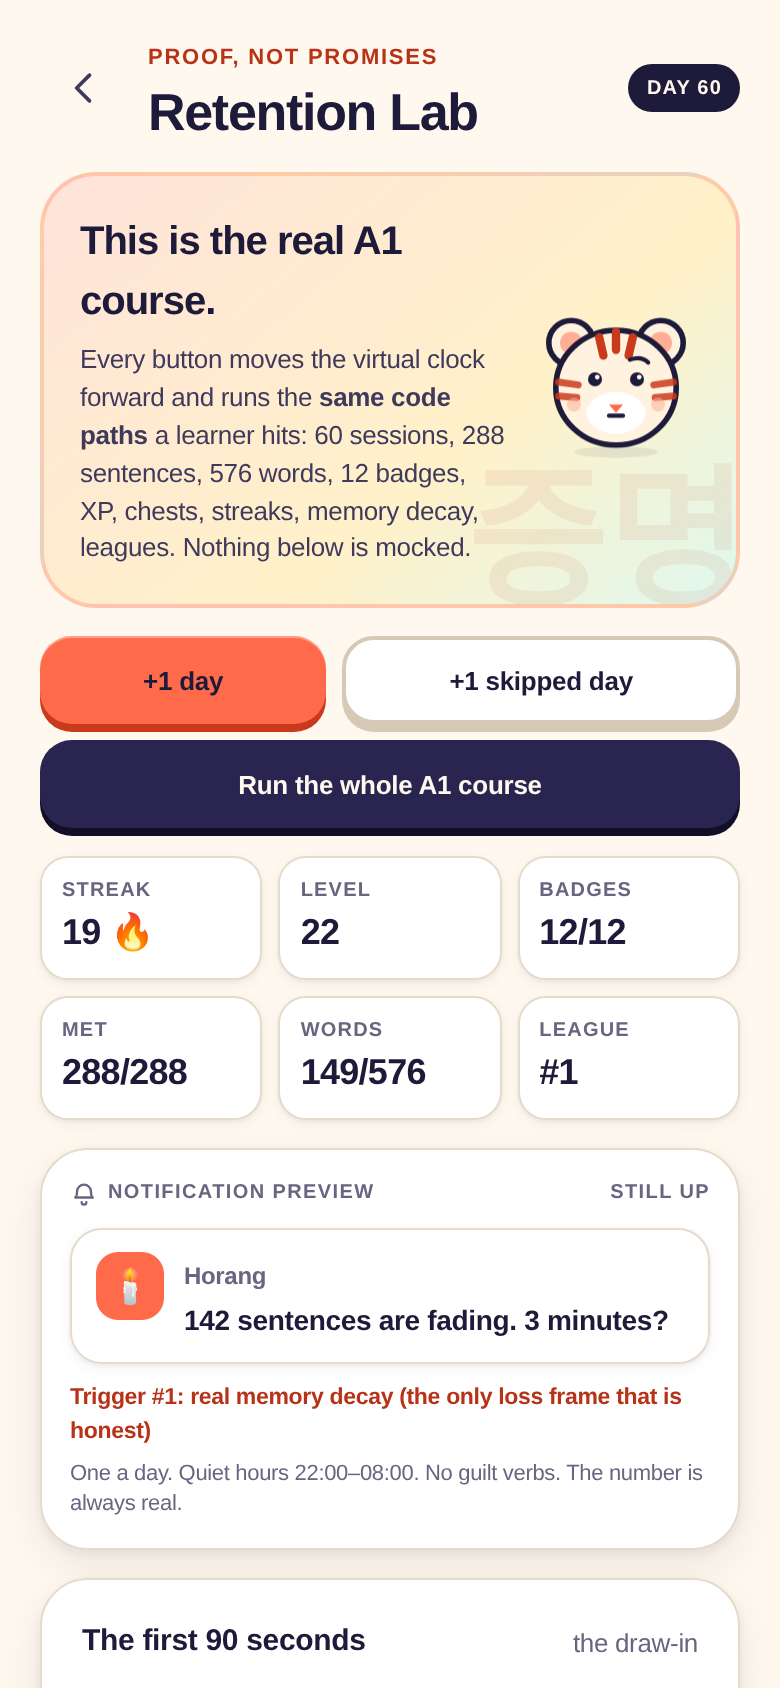 PROOF, NOT PROMISES
Retention Lab
DAY 60
This is the real A1
course.
Every button moves the virtual clock
forward and runs the same code
paths a learner hits: 60 sessions, 288
sentences, 576 words, 12 badges,
XP, chests, streaks, memory decay,
leagues. Nothing below is mocked.
증명
+1 day
+1 skipped day
Run the whole A1 course
STREAK
19 🔥
LEVEL
22
BADGES
12/12
MET
288/288
WORDS
149/576
LEAGUE
#1
NOTIFICATION PREVIEW
STILL UP
Horang
142 sentences are fading. 3 minutes?
Trigger #1: real memory decay (the only loss frame that is
honest)
One a day. Quiet hours 22:00–08:00. No guilt verbs. The number is
always real.
The first 90 seconds
the draw-in